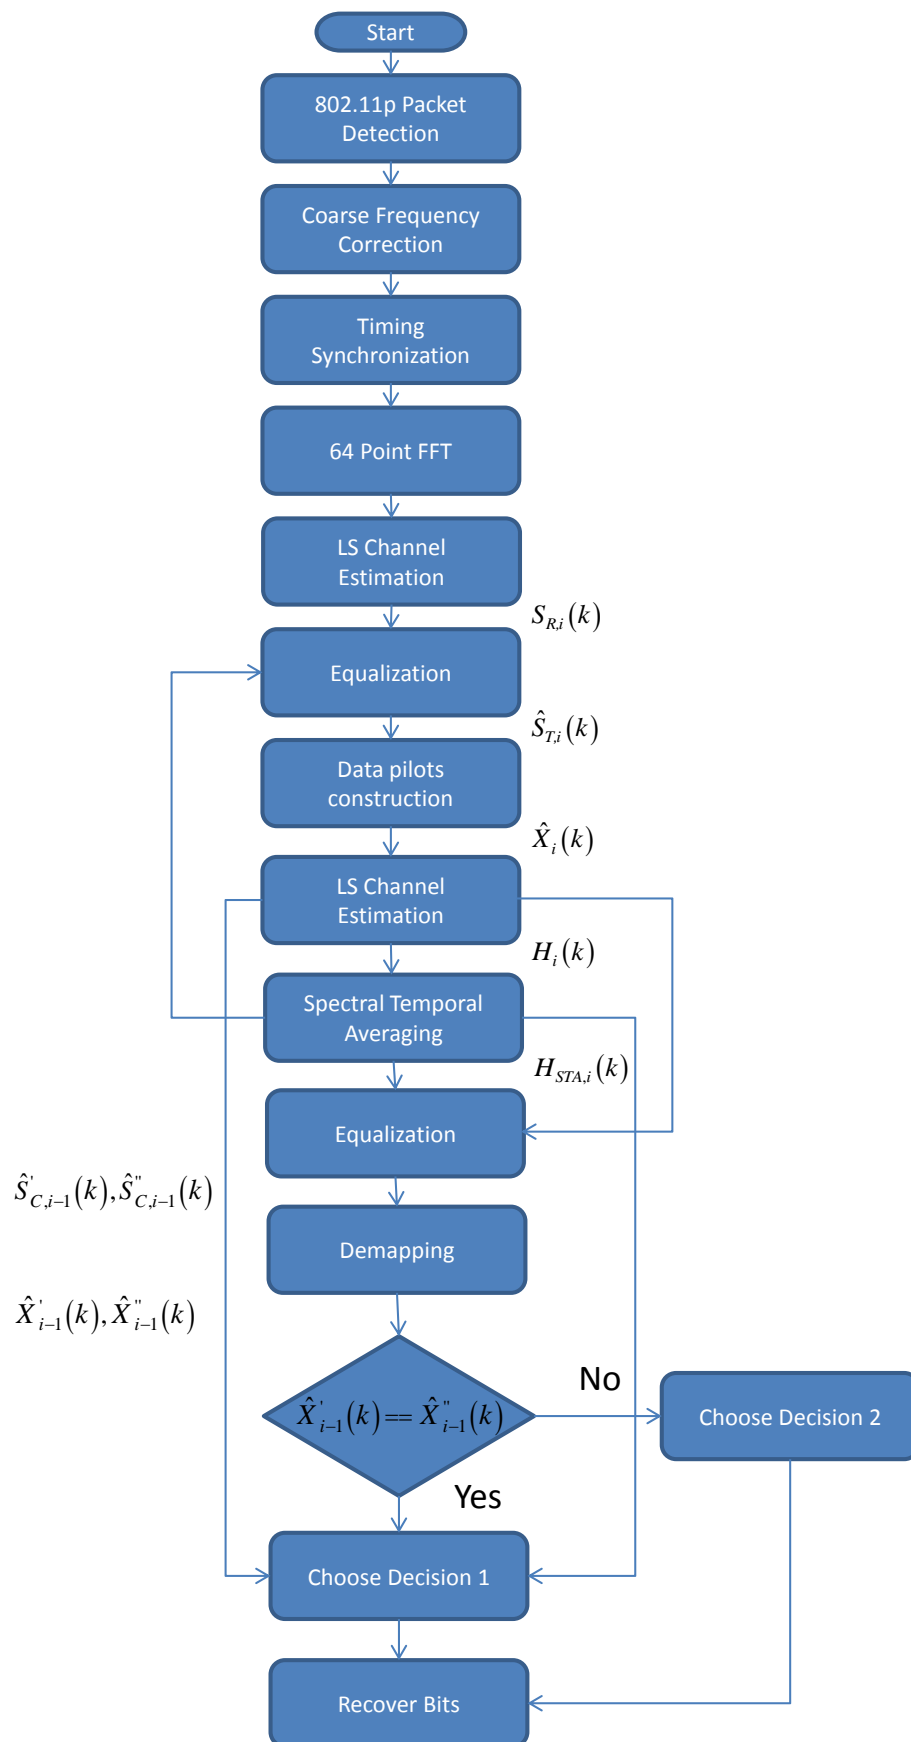 Start
802.11p Packet
Detection
Coarse Frequency
Correction
Timing
Synchronization
64 Point FFT
LS Channel
Estimation
S_{R,i}(k)
Equalization
Ŝ_{T,i}(k)
Data pilots
construction
X̂_i(k)
LS Channel
Estimation
H_i(k)
Spectral Temporal
Averaging
H_{STA,i}(k)
Equalization
Ŝ'_{C,i−1}(k), Ŝ"_{C,i−1}(k)
Demapping
X̂'_{i−1}(k), X̂"_{i−1}(k)
No
X̂'_{i−1}(k) == X̂"_{i−1}(k)
Choose Decision 2
Yes
Choose Decision 1
Recover Bits